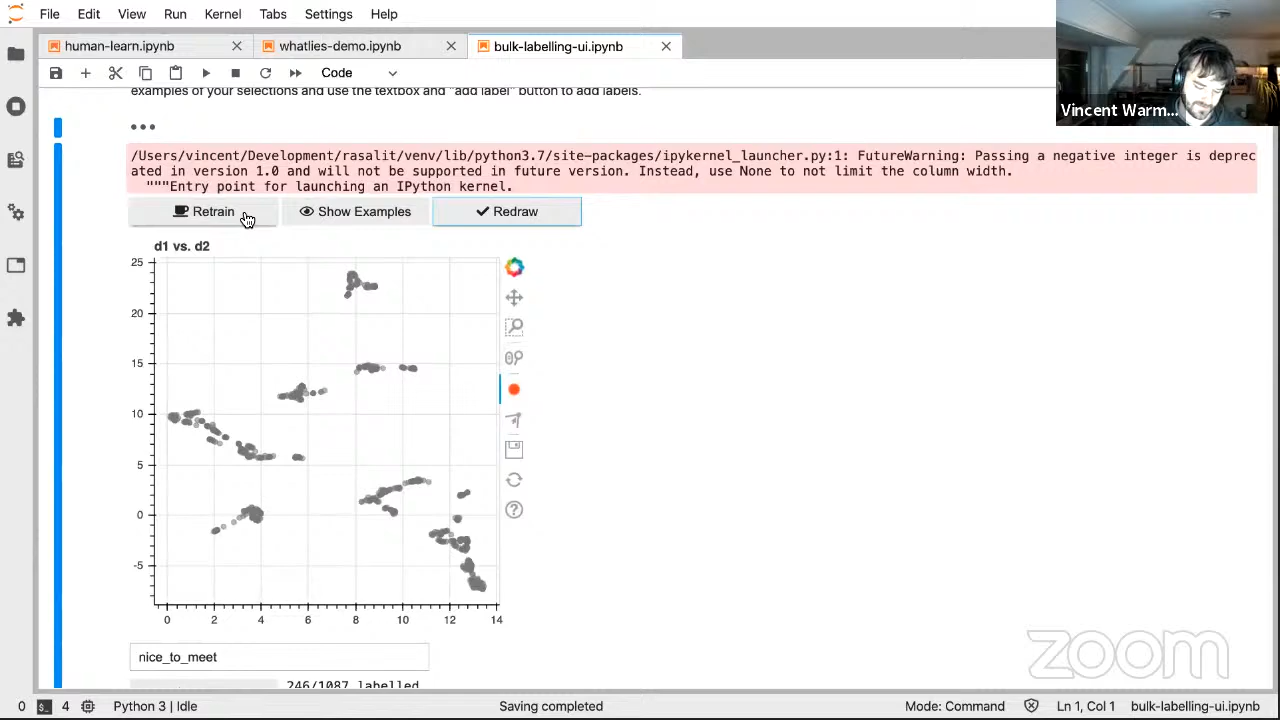 File Edit View Run Kernel Tabs Settings Help
human-learn.ipynb whatlies-demo.ipynb bulk-labelling-ui.ipynb
Code
examples of your selections and use the textbox and "add label" button to add labels.
Vincent Warm...
/Users/vincent/Development/rasalit/venv/lib/python3.7/site-packages/ipykernel_launcher.py:1: FutureWarning: Passing a negative integer is deprec
ated in version 1.0 and will not be supported in future version. Instead, use None to not limit the column width.
"""Entry point for launching an IPython kernel.
Retrain Show Examples Redraw
d1 vs. d2
25
20
15
10
5
0
-5
0 2 4 6 8 10 12 14
nice_to_meet
246/1087 labelled
zoom
0 4 Python 3 | Idle Saving completed Mode: Command Ln 1, Col 1 bulk-labelling-ui.ipynb